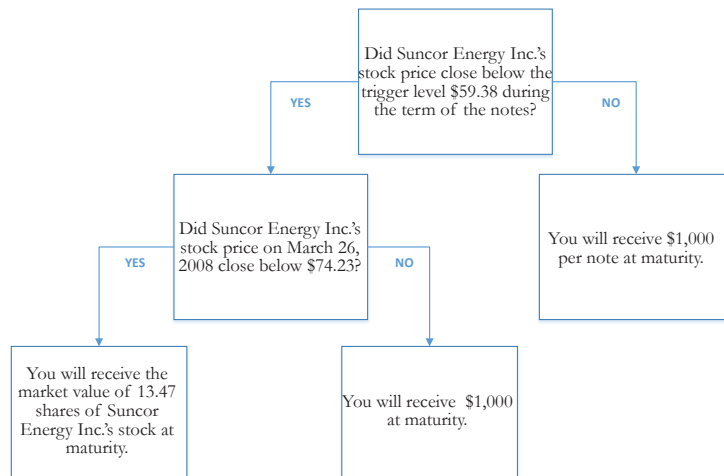 Did Suncor Energy Inc.'s
stock price close below the
trigger level $59.38 during
the term of the notes?
YES
NO
Did Suncor Energy Inc.'s
stock price on March 26,
2008 close below $74.23?
You will receive $1,000
per note at maturity.
YES
NO
You will receive the
market value of 13.47
shares of Suncor
Energy Inc.'s stock at
maturity.
You will receive $1,000
at maturity.